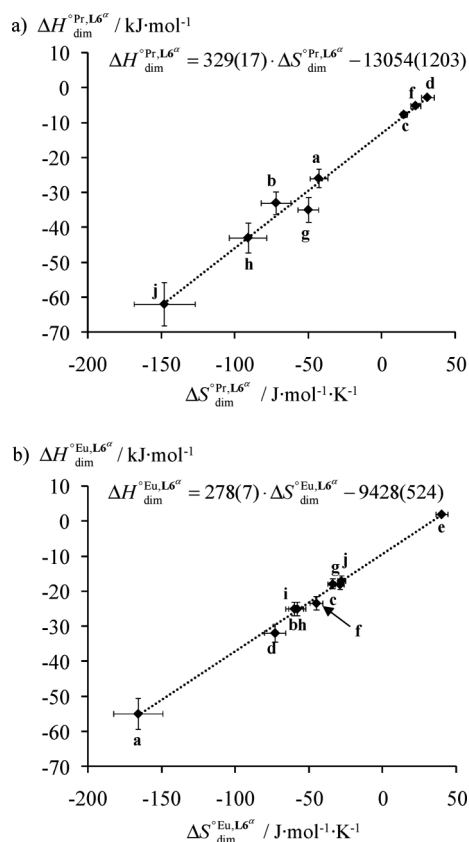 a) ΔH°Pr,L6α dim / kJ·mol-1
ΔH°Pr,L6α dim = 329(17) · ΔS°Pr,L6α dim −13054(1203)
10
0
-10
-20
-30
-40
-50
-60
-70
d
f
c
a
b
g
h
j
-200 -150 -100 -50 0 50
ΔS°Pr,L6α dim / J·mol-1·K-1
b) ΔH°Eu,L6α dim / kJ·mol-1
ΔH°Eu,L6α dim = 278(7) · ΔS°Eu,L6α dim −9428(524)
10
0
-10
-20
-30
-40
-50
-60
-70
e
j
g
i c
bh f
d
a
-200 -150 -100 -50 0 50
ΔS°Eu,L6α dim / J·mol-1·K-1